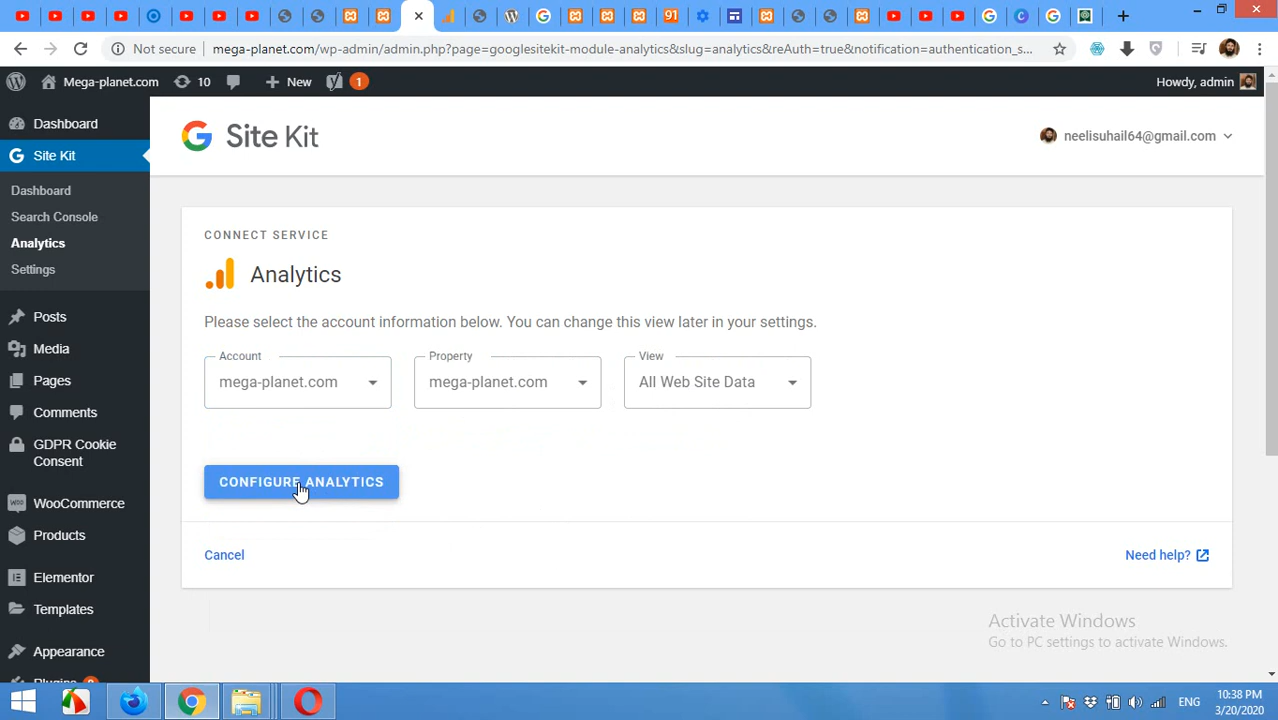 91
Not secure
mega-planet.com/wp-admin/admin.php?page=googlesitekit-module-analytics&slug=analytics&reAuth=true&notification=authentication_s...
Mega-planet.com
10
New
1
Howdy, admin
Dashboard
Site Kit
Dashboard
Search Console
Analytics
Settings
Posts
Media
Pages
Comments
GDPR Cookie
Consent
WooCommerce
Products
Elementor
Templates
Appearance
Site Kit
neelisuhail64@gmail.com
CONNECT SERVICE
Analytics
Please select the account information below. You can change this view later in your settings.
Account
mega-planet.com
Property
mega-planet.com
View
All Web Site Data
CONFIGURE ANALYTICS
Cancel
Need help?
Activate Windows
Go to PC settings to activate Windows.
ENG
10:38 PM
3/20/2020